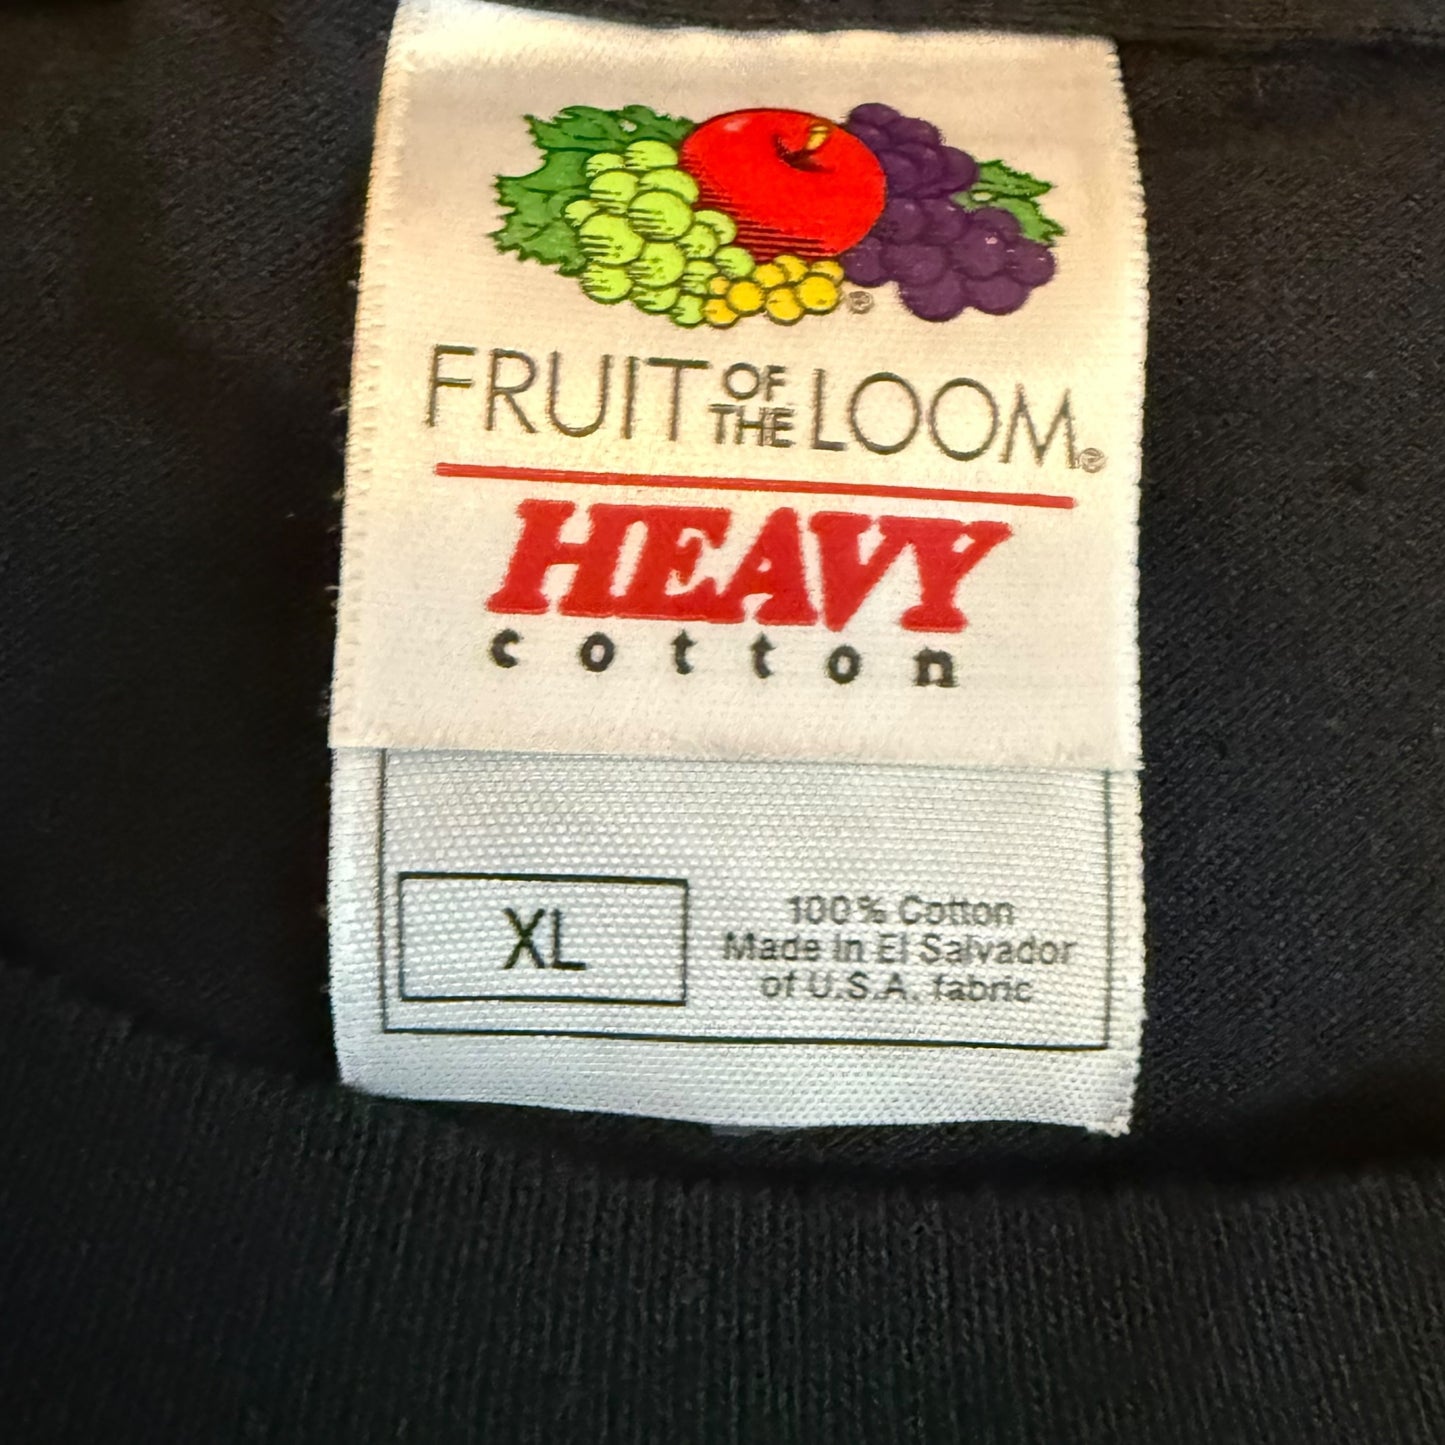 ®
FRUIT OF THE LOOM®
HEAVY
cotton
XL
100% Cotton
Made in El Salvador
of U.S.A. fabric